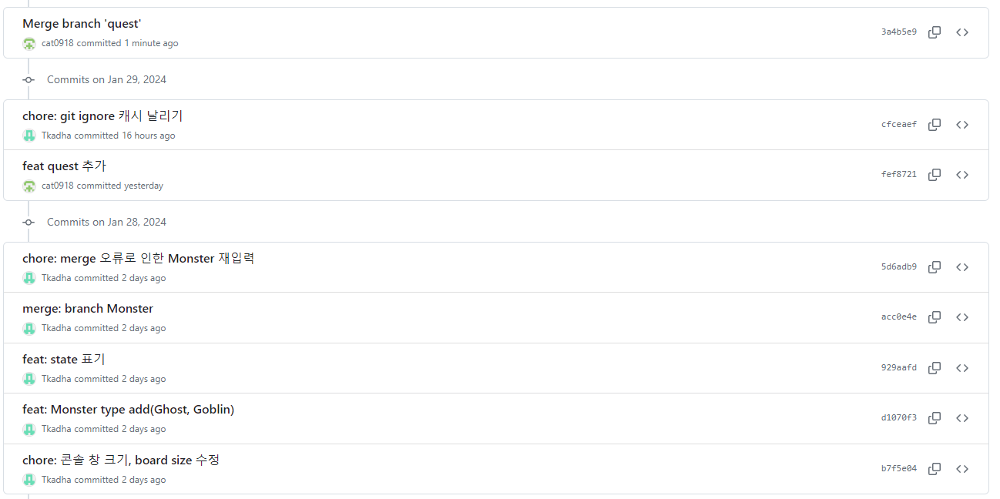 Merge branch 'quest'
cat0918 committed 1 minute ago
3a4b5e9
Commits on Jan 29, 2024
chore: git ignore 캐시 날리기
Tkadha committed 16 hours ago
cfceaef
feat quest 추가
cat0918 committed yesterday
fef8721
Commits on Jan 28, 2024
chore: merge 오류로 인한 Monster 재입력
Tkadha committed 2 days ago
5d6adb9
merge: branch Monster
Tkadha committed 2 days ago
acc0e4e
feat: state 표기
Tkadha committed 2 days ago
929aafd
feat: Monster type add(Ghost, Goblin)
Tkadha committed 2 days ago
d1070f3
chore: 콘솔 창 크기, board size 수정
Tkadha committed 2 days ago
b7f5e04